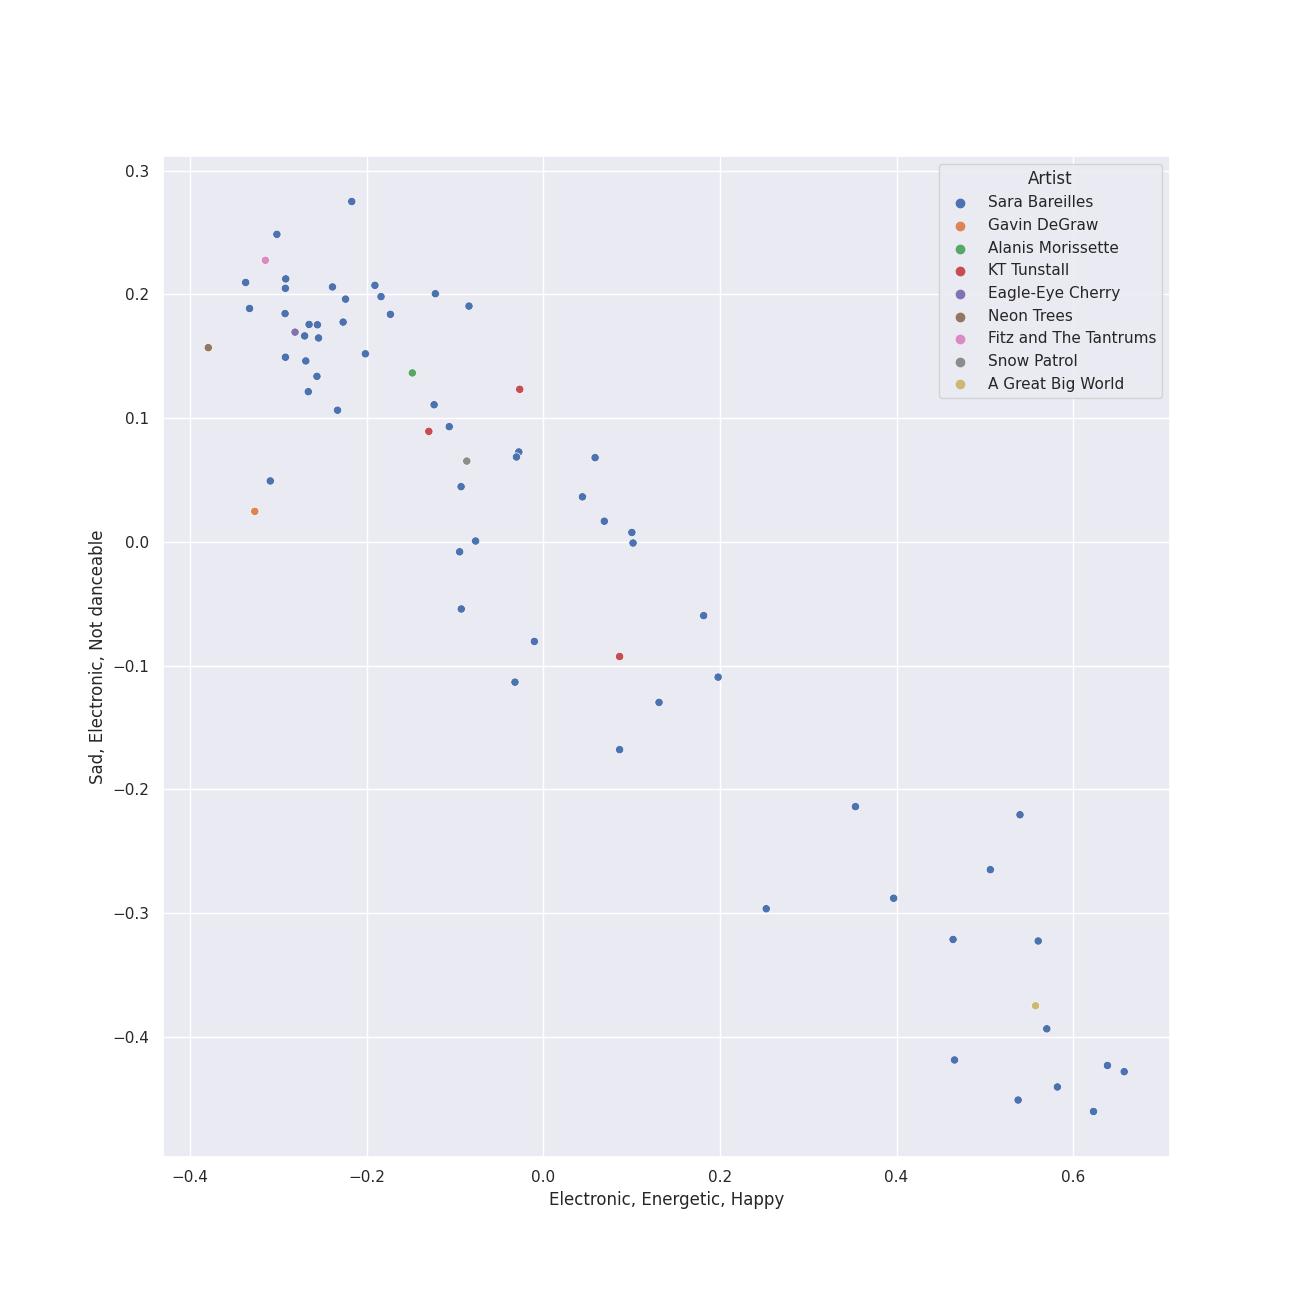 Artist
Sara Bareilles
Gavin DeGraw
Alanis Morissette
KT Tunstall
Eagle-Eye Cherry
Neon Trees
Fitz and The Tantrums
Snow Patrol
A Great Big World
0.3
0.2
0.1
0.0
−0.1
−0.2
−0.3
−0.4
Sad, Electronic, Not danceable
−0.4 −0.2 0.0 0.2 0.4 0.6
Electronic, Energetic, Happy